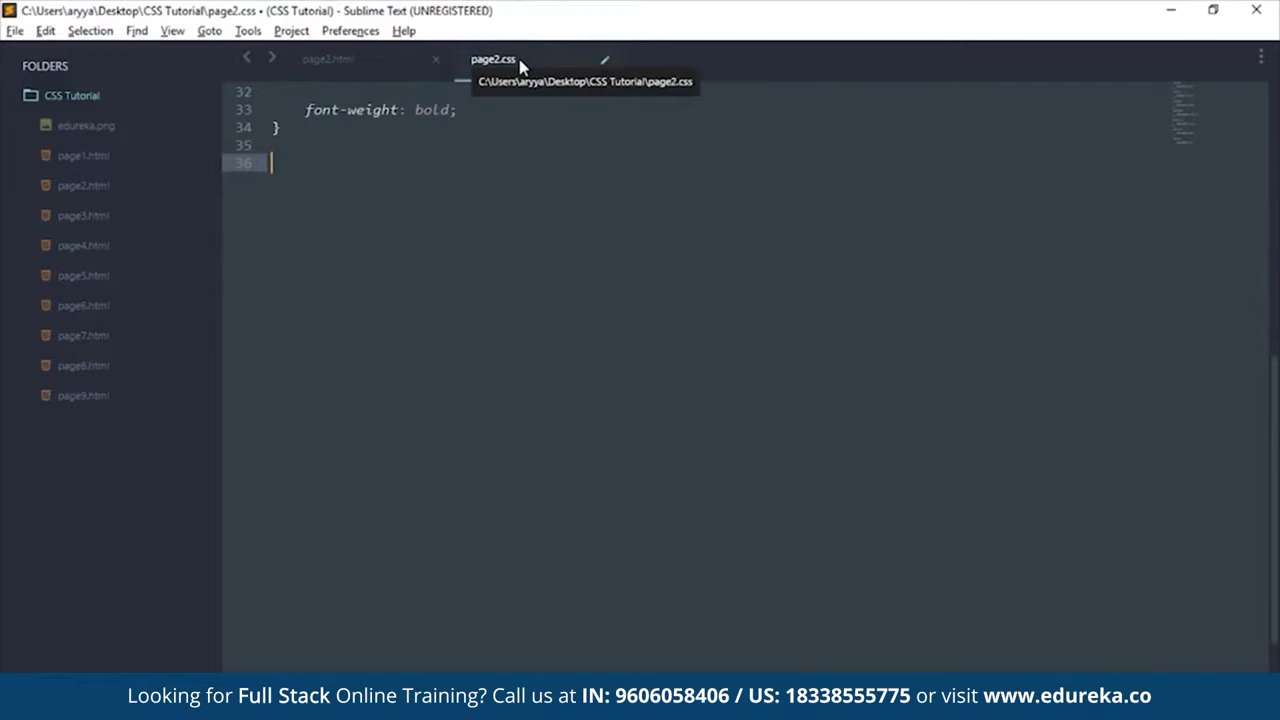 C:\Users\aryya\Desktop\CSS Tutorial\page2.css • (CSS Tutorial) - Sublime Text (UNREGISTERED)
File Edit Selection Find View Goto Tools Project Preferences Help
FOLDERS
CSS Tutorial
edureka.png
page1.html
page2.html
page3.html
page4.html
page5.html
page6.html
page7.html
page8.html
page9.html
page2.html page2.css
C:\Users\aryya\Desktop\CSS Tutorial\page2.css
32
33 font-weight: bold;
34 }
35
36
Looking for Full Stack Online Training? Call us at IN: 9606058406 / US: 18338555775 or visit www.edureka.co